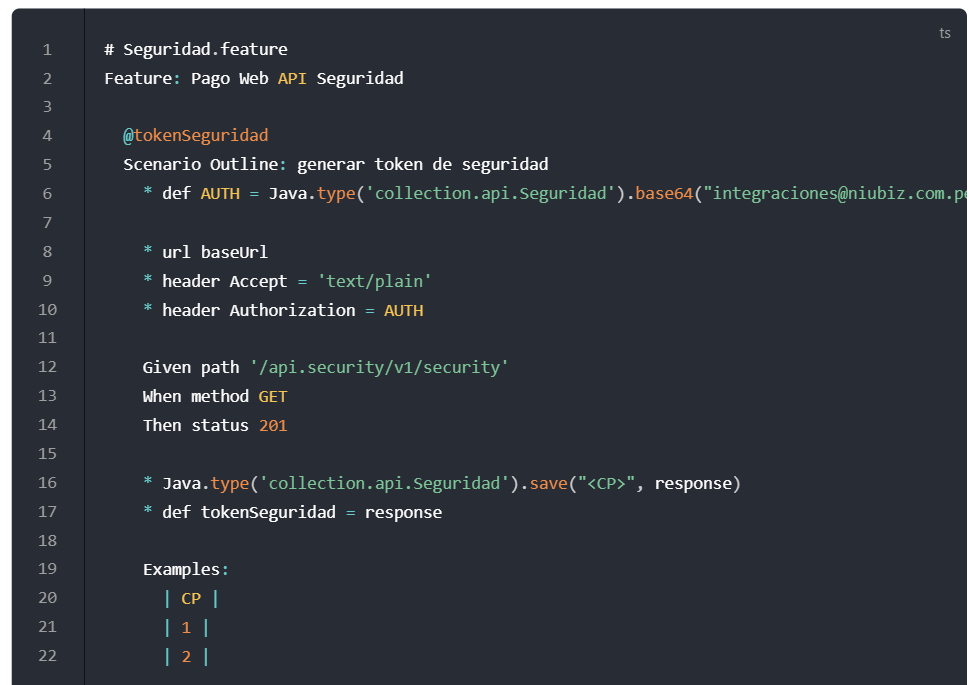 ts
1 # Seguridad.feature
2 Feature: Pago Web API Seguridad
3
4 @tokenSeguridad
5 Scenario Outline: generar token de seguridad
6 * def AUTH = Java.type('collection.api.Seguridad').base64("integraciones@niubiz.com.pe
7
8 * url baseUrl
9 * header Accept = 'text/plain'
10 * header Authorization = AUTH
11
12 Given path '/api.security/v1/security'
13 When method GET
14 Then status 201
15
16 * Java.type('collection.api.Seguridad').save("<CP>", response)
17 * def tokenSeguridad = response
18
19 Examples:
20 | CP |
21 | 1 |
22 | 2 |